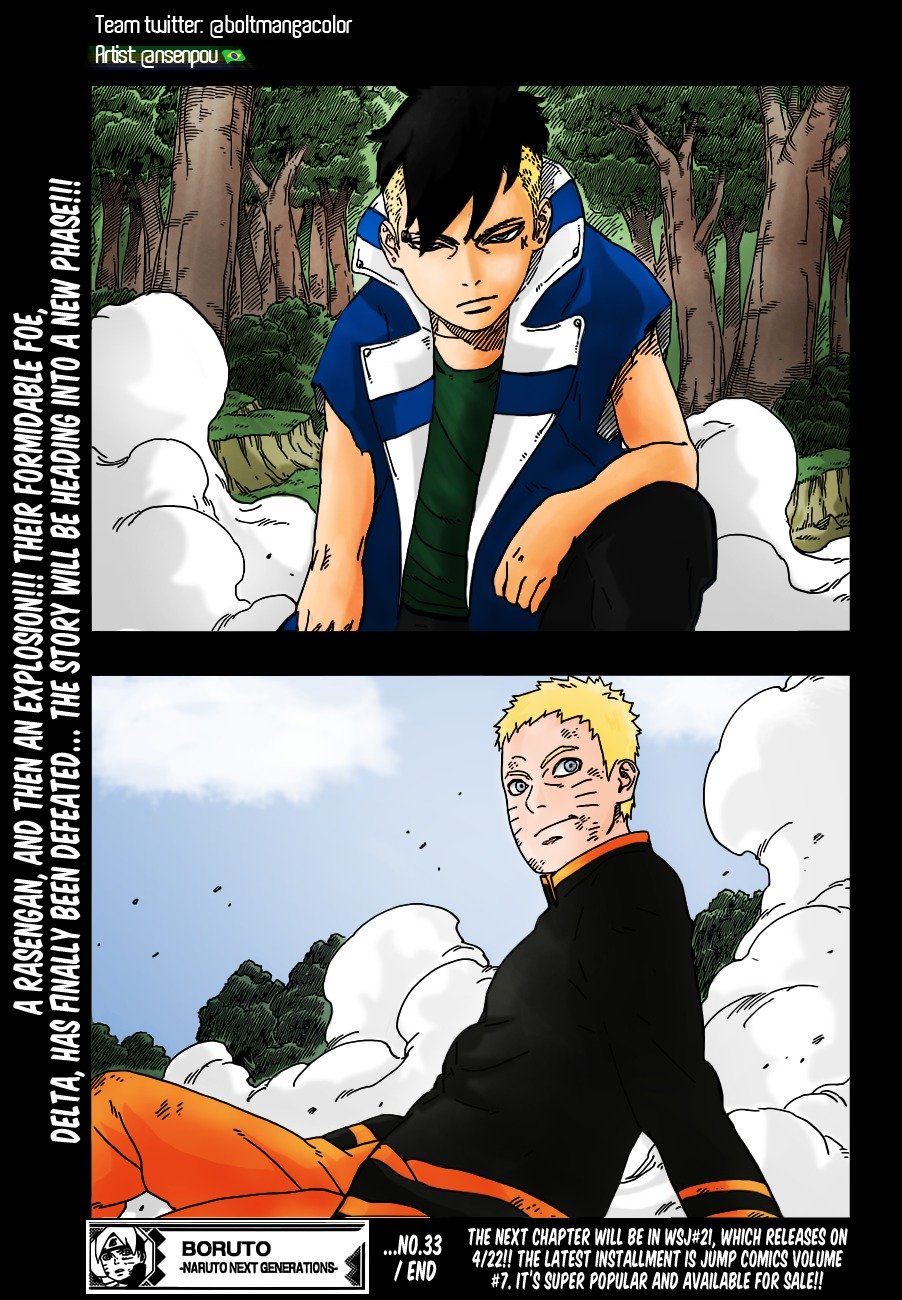 Team twitter: @boltmangacolor
Artist @nsenpou
A RASENGAN, AND THEN AN EXPLOSION!!! THEIR FORMIDABLE FOE,
DELTA, HAS FINALLY BEEN DEFEATED... THE STORY WILL BE HEADING INTO A NEW PHASE!!!
K
BORUTO
-NARUTO NEXT GENERATIONS-
...NO.33
/ END
THE NEXT CHAPTER WILL BE IN WSJ#21, WHICH RELEASES ON
4/22!! THE LATEST INSTALLMENT IS JUMP COMICS VOLUME
#7. IT'S SUPER POPULAR AND AVAILABLE FOR SALE!!